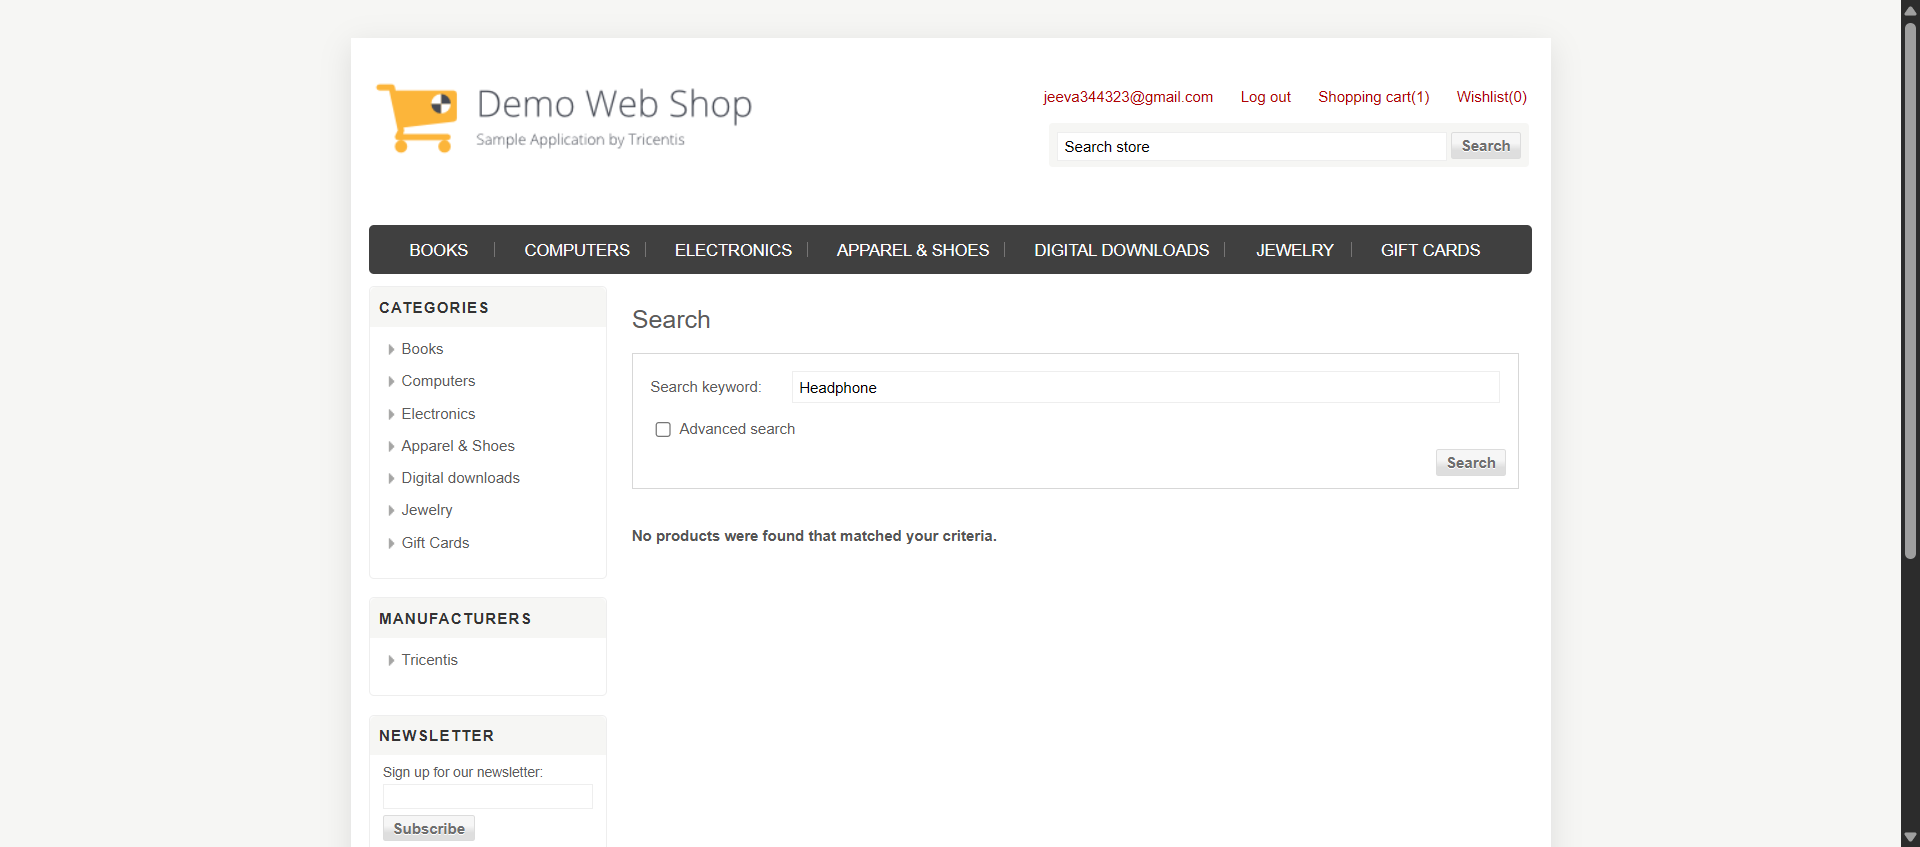 Demo Web Shop
Sample Application by Tricentis
jeeva344323@gmail.com Log out Shopping cart(1) Wishlist(0)
Search store Search
BOOKS COMPUTERS ELECTRONICS APPAREL & SHOES DIGITAL DOWNLOADS JEWELRY GIFT CARDS
CATEGORIES
Books
Computers
Electronics
Apparel & Shoes
Digital downloads
Jewelry
Gift Cards
MANUFACTURERS
Tricentis
NEWSLETTER
Sign up for our newsletter:
Subscribe
Search
Search keyword: Headphone
Advanced search
Search
No products were found that matched your criteria.